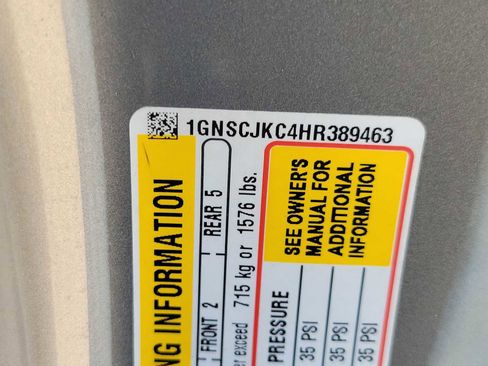 1GNSCJKC4HR389463
NG INFORMATION
FRONT 2 REAR 5
exceed 715 kg or 1576 lbs.
SEE OWNER'S
MANUAL FOR
ADDITIONAL
INFORMATION
PRESSURE
35 PSI
35 PSI
35 PSI